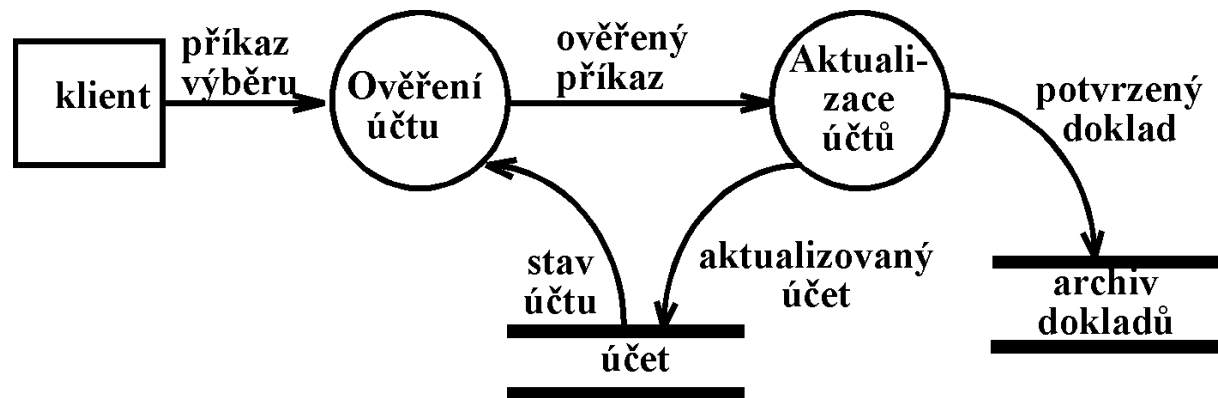 klient
příkaz
výběru
Ověření
účtu
ověřený
příkaz
Aktuali-
zace
účtů
potvrzený
doklad
stav
účtu
aktualizovaný
účet
účet
archiv
dokladů